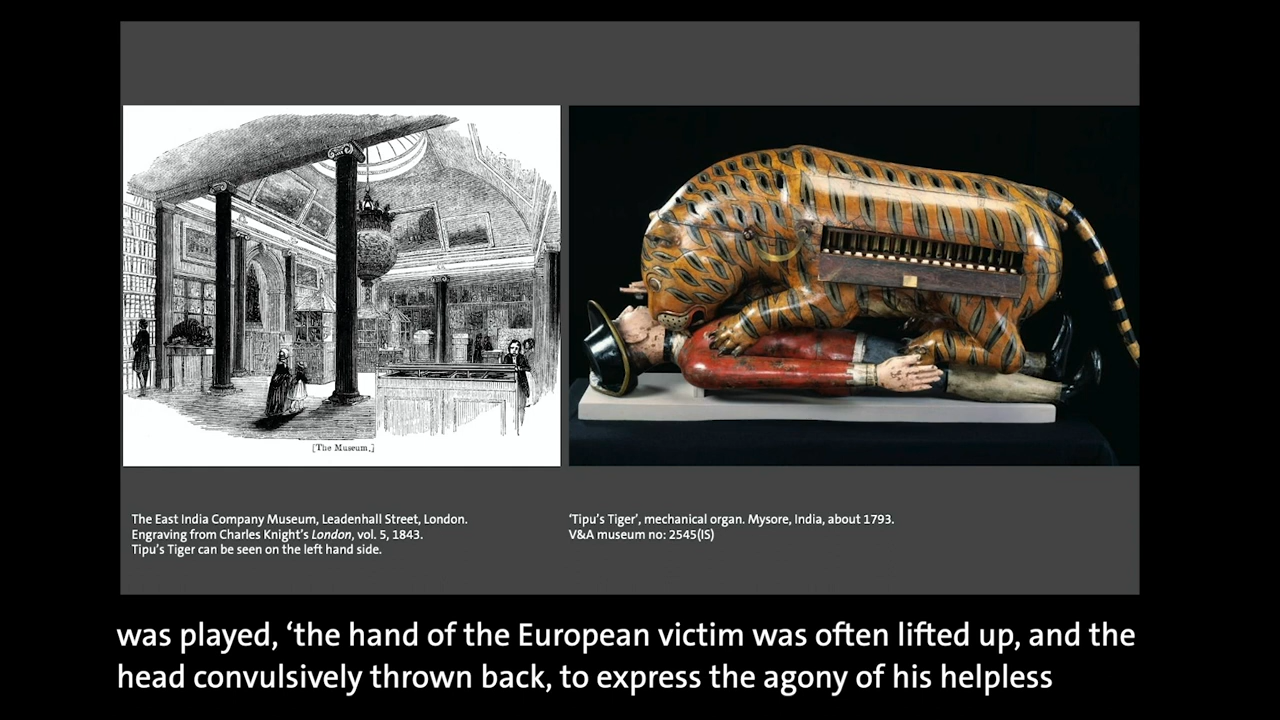 [The Museum.]
The East India Company Museum, Leadenhall Street, London.
Engraving from Charles Knight's London, vol. 5, 1843.
Tipu's Tiger can be seen on the left hand side.
‘Tipu's Tiger’, mechanical organ. Mysore, India, about 1793.
V&A museum no: 2545(IS)
was played, ‘the hand of the European victim was often lifted up, and the
head convulsively thrown back, to express the agony of his helpless